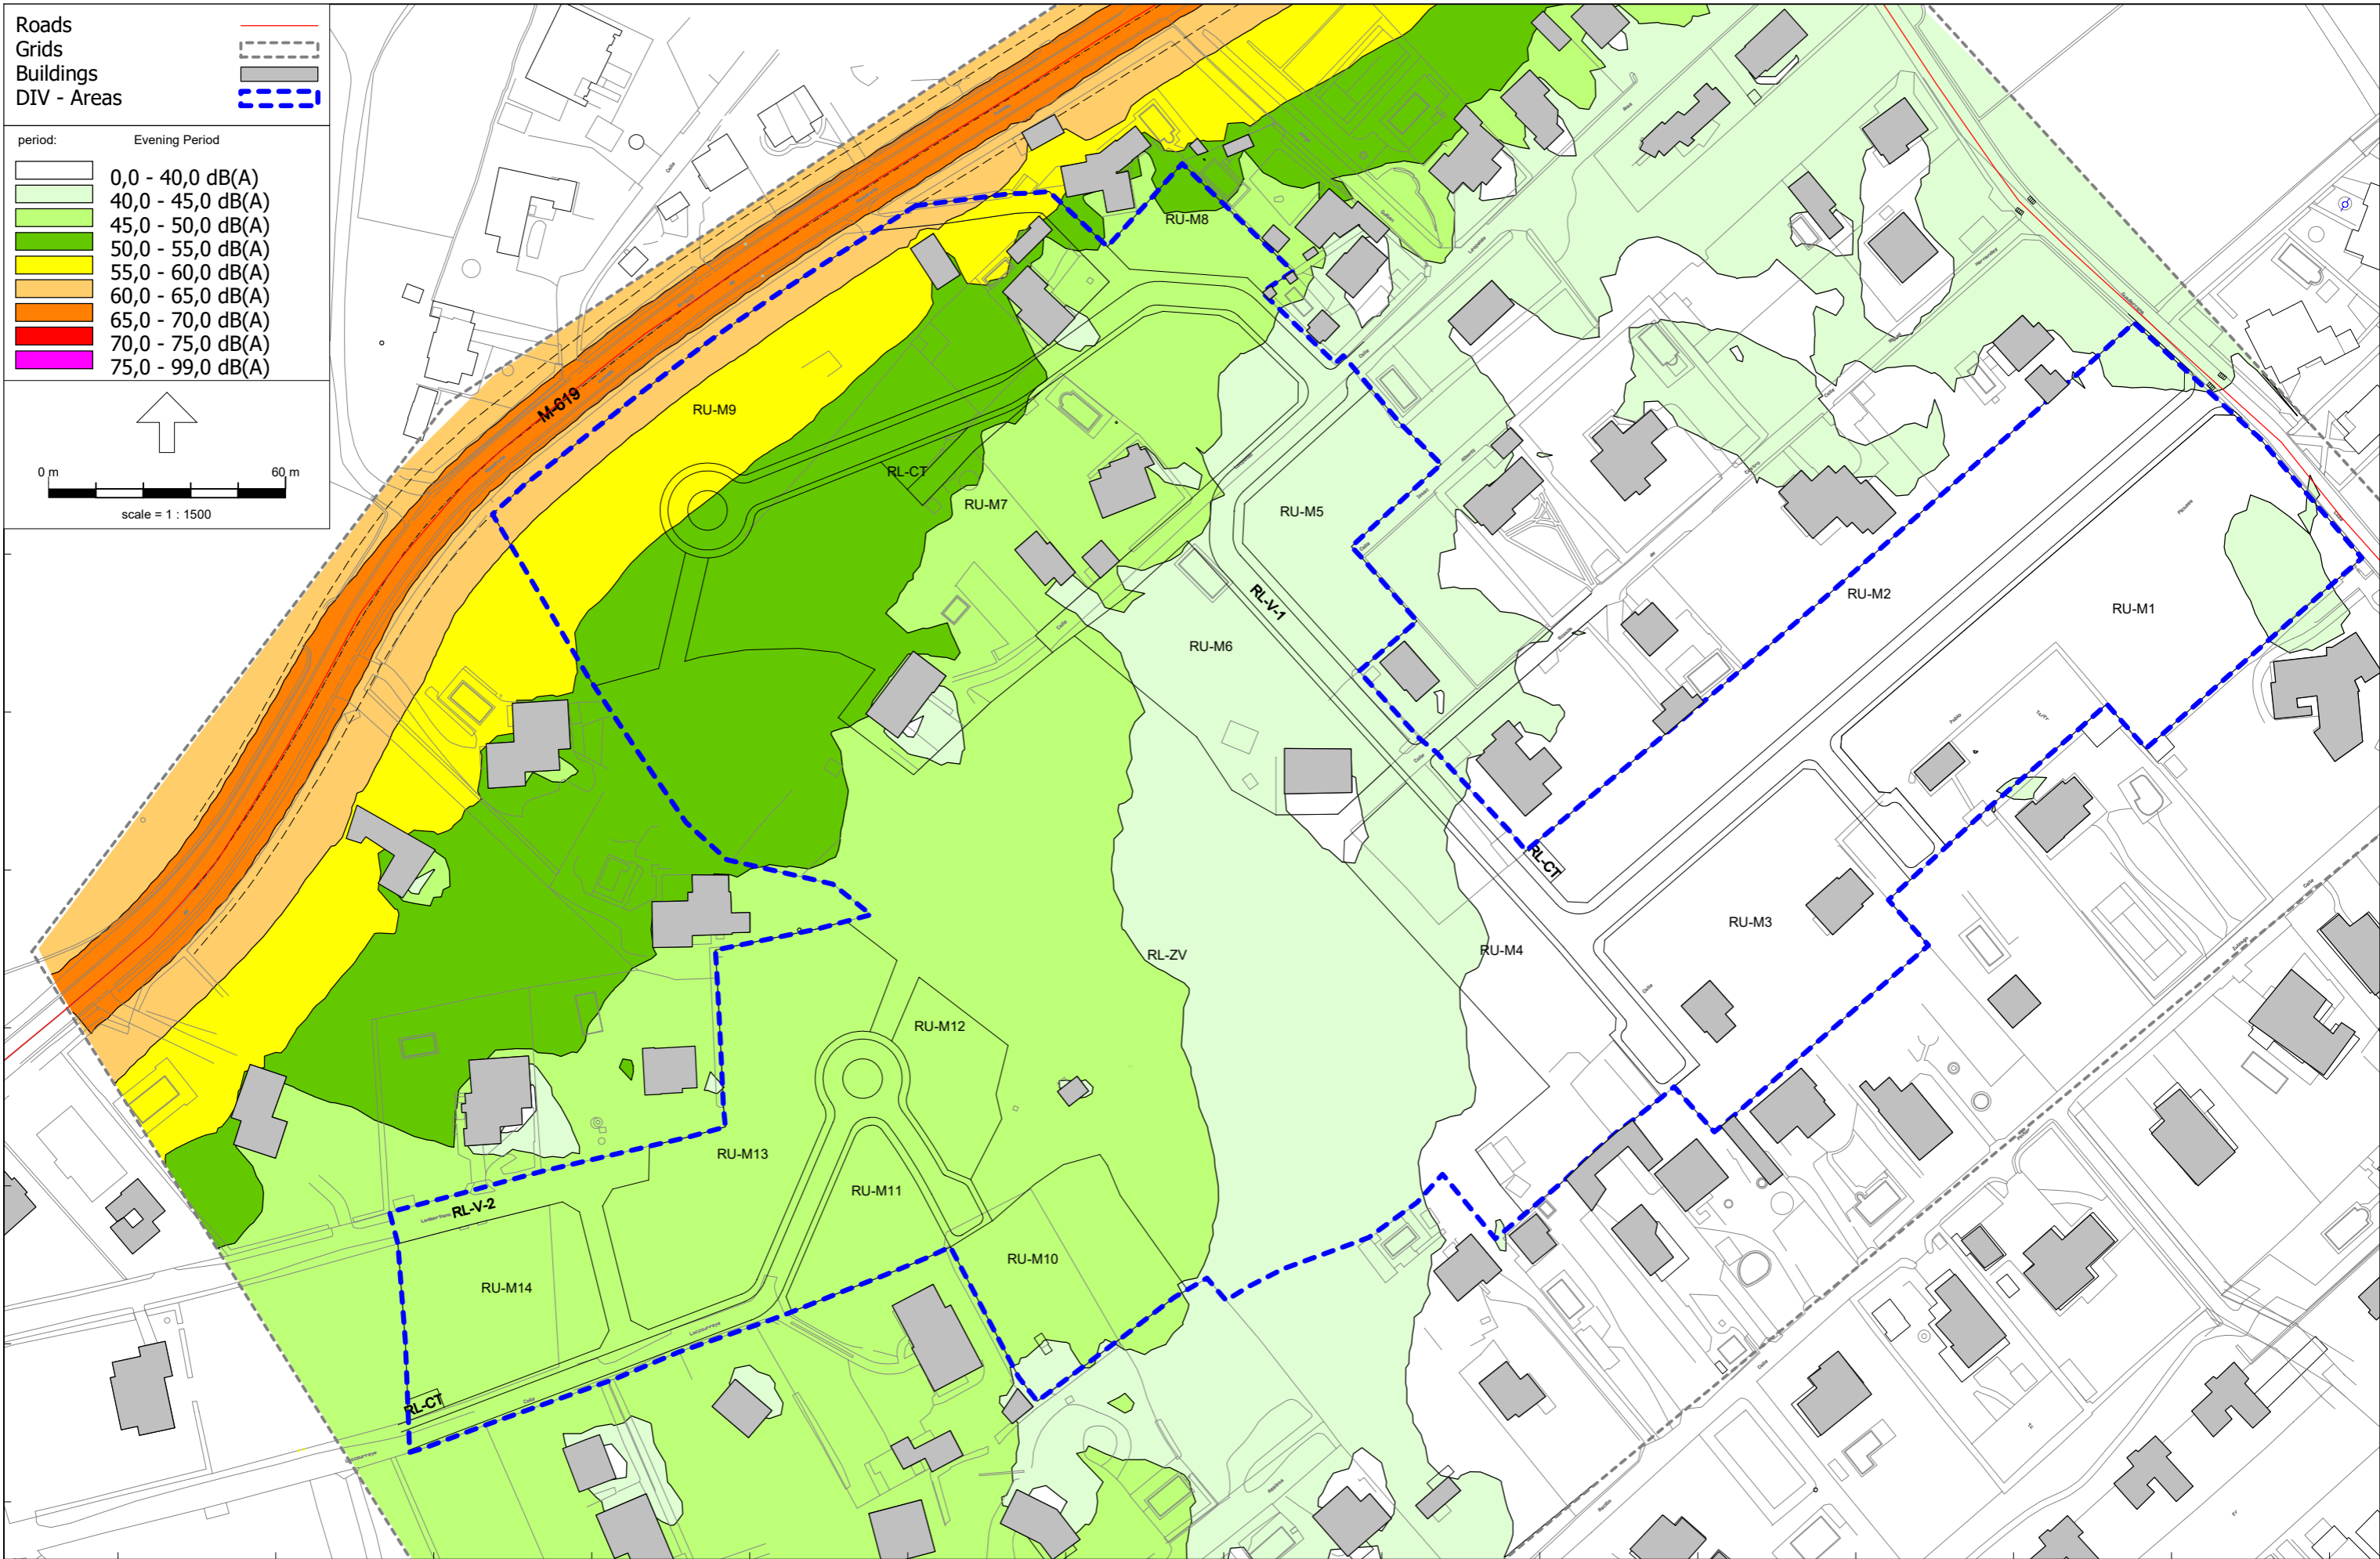 Roads
Grids
Buildings
DIV - Areas
period: Evening Period
0,0 - 40,0 dB(A)
40,0 - 45,0 dB(A)
45,0 - 50,0 dB(A)
50,0 - 55,0 dB(A)
55,0 - 60,0 dB(A)
60,0 - 65,0 dB(A)
65,0 - 70,0 dB(A)
70,0 - 75,0 dB(A)
75,0 - 99,0 dB(A)
0 m 60 m
scale = 1 : 1500
M-619
RU-M8
RU-M9
RL-CT
RU-M7
RU-M5
RL-V-1
RU-M2
RU-M1
RU-M6
RL-CT
RU-M3
RU-M4
RL-ZV
RU-M12
RU-M13
RU-M11
RL-V-2
RU-M10
RU-M14
RL-CT